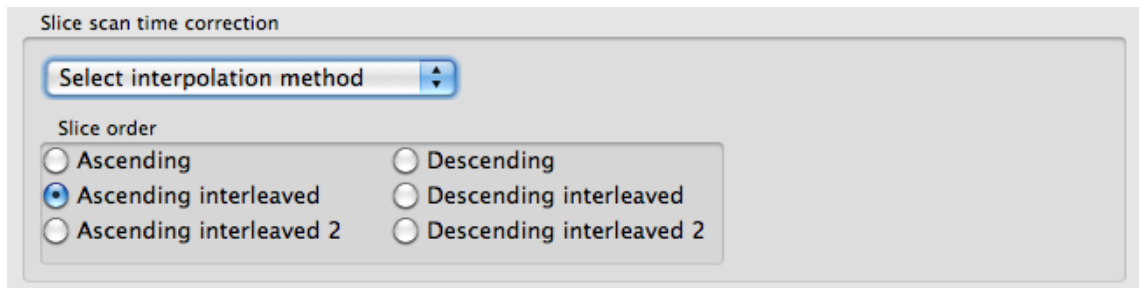 Slice scan time correction
Select interpolation method
Slice order
Ascending Descending
Ascending interleaved Descending interleaved
Ascending interleaved 2 Descending interleaved 2